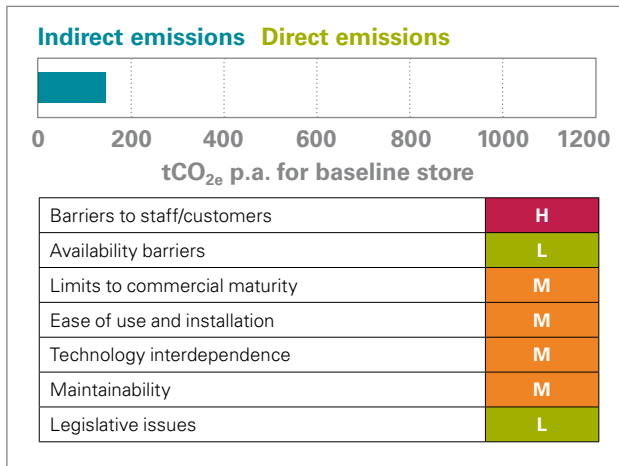 Indirect emissions Direct emissions
0 200 400 600 800 1000 1200
tCO2e p.a. for baseline store
Barriers to staff/customers H
Availability barriers L
Limits to commercial maturity M
Ease of use and installation M
Technology interdependence M
Maintainability M
Legislative issues L